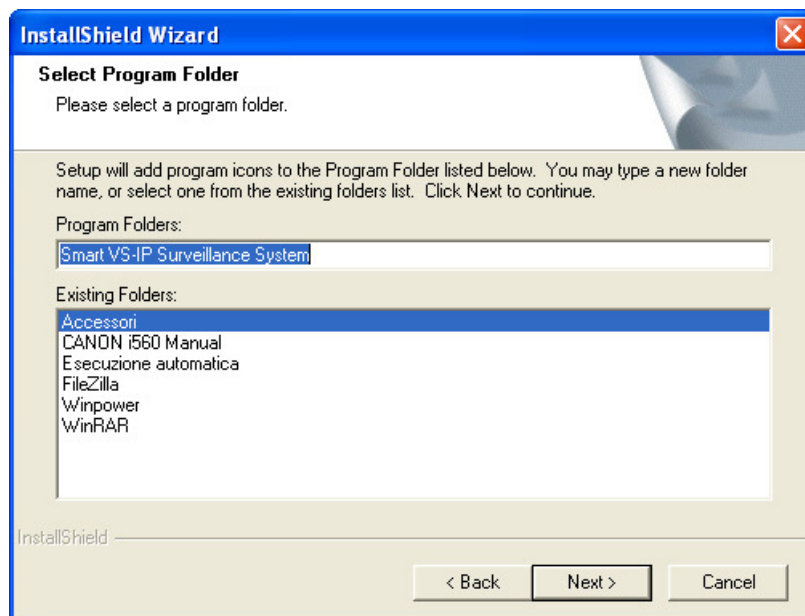 InstallShield Wizard
Select Program Folder
Please select a program folder.
Setup will add program icons to the Program Folder listed below. You may type a new folder
name, or select one from the existing folders list. Click Next to continue.
Program Folders:
Smart VS-IP Surveillance System
Existing Folders:
Accessori
CANON i560 Manual
Esecuzione automatica
FileZilla
Winpower
WinRAR
InstallShield
< Back Next > Cancel